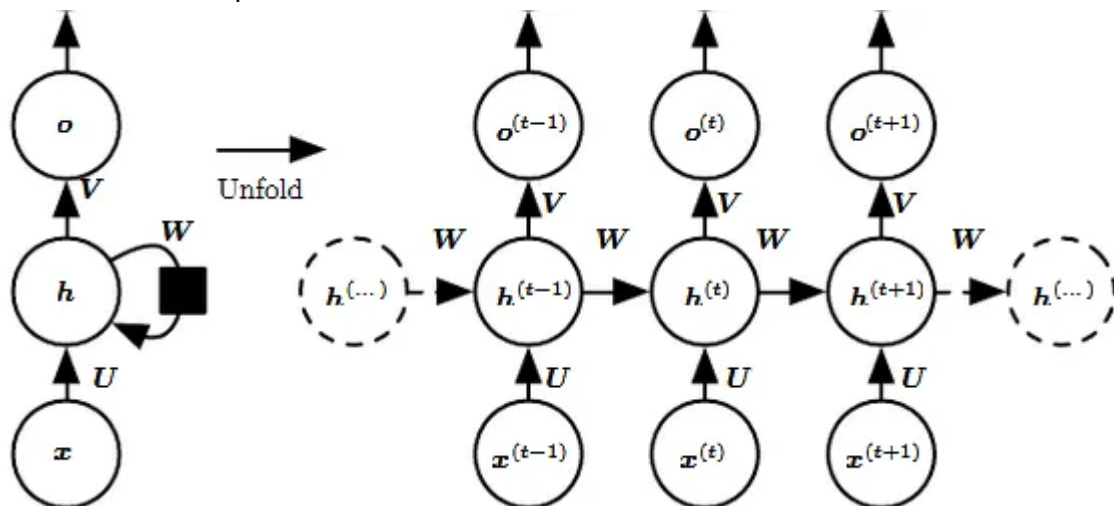 o
o(t−1) o(t) o(t+1)
V Unfold V V V
W W W W W
h h(...) h(t−1) h(t) h(t+1) h(...)
U U U U
x x(t−1) x(t) x(t+1)